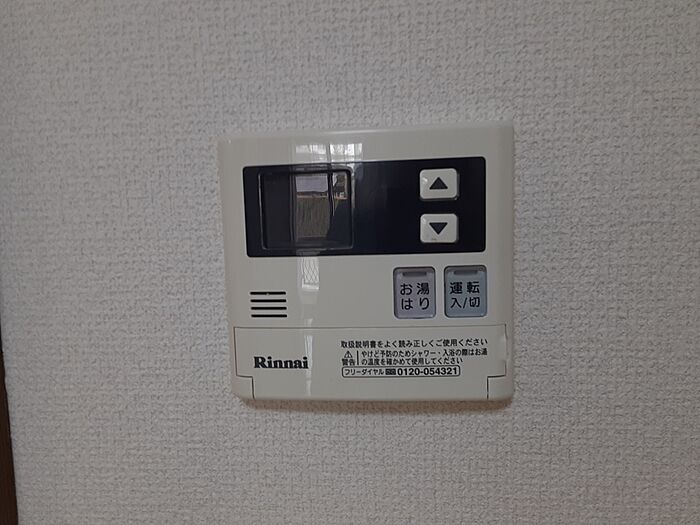 ▲
▼
お湯
はり
運転
入/切
Rinnai
取扱説明書をよく読み正しくご使用ください
⚠ 警告
やけど予防のためシャワー・入浴の際はお湯
の温度を確かめて使用してください
フリーダイヤル 0120-054321